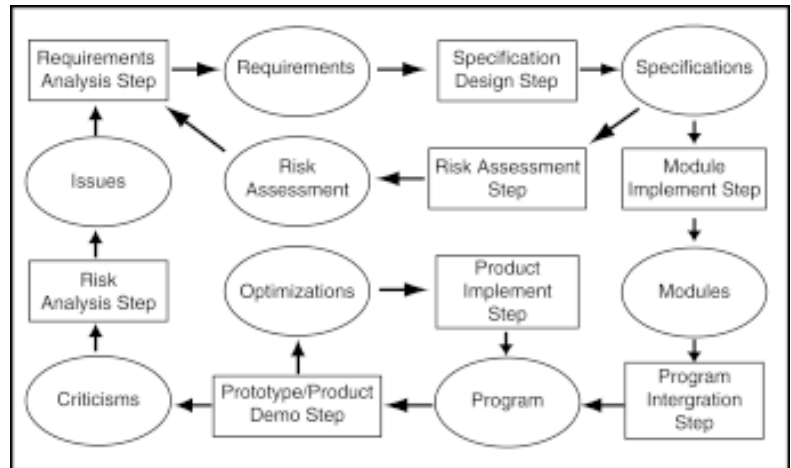 Requirements
Analysis Step
Requirements
Specification
Design Step
Specifications
Issues
Risk
Assessment
Risk Assessment
Step
Module
Implement Step
Risk
Analysis Step
Optimizations
Product
Implement
Step
Modules
Criticisms
Prototype/Product
Demo Step
Program
Program
Intergration
Step